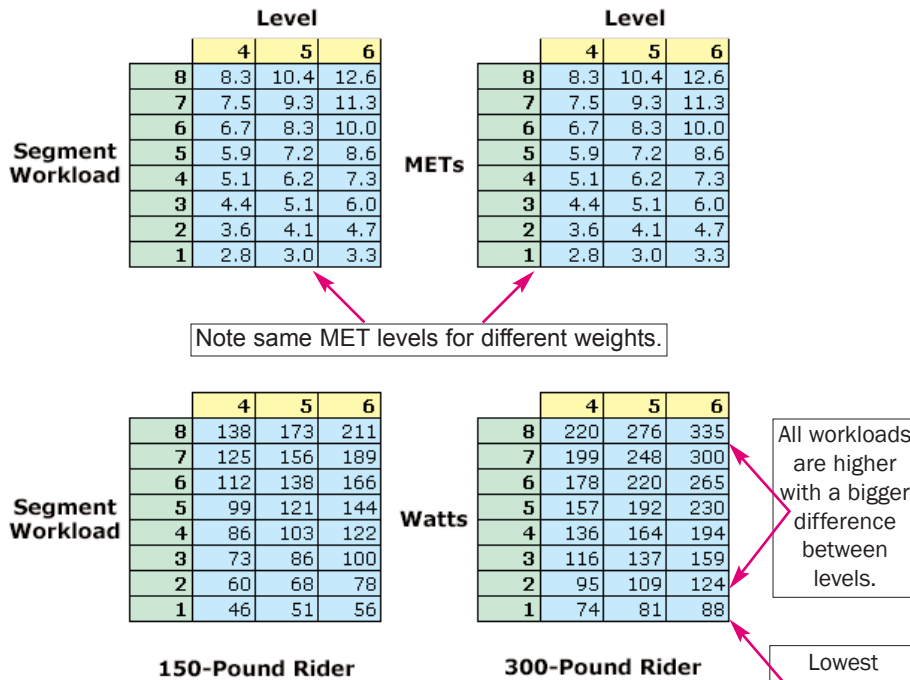 Level Level
4 5 6 4 5 6
8 8.3 10.4 12.6 8 8.3 10.4 12.6
7 7.5 9.3 11.3 7 7.5 9.3 11.3
6 6.7 8.3 10.0 6 6.7 8.3 10.0
Segment 5 5.9 7.2 8.6 METs 5 5.9 7.2 8.6
Workload 4 5.1 6.2 7.3 4 5.1 6.2 7.3
3 4.4 5.1 6.0 3 4.4 5.1 6.0
2 3.6 4.1 4.7 2 3.6 4.1 4.7
1 2.8 3.0 3.3 1 2.8 3.0 3.3
Note same MET levels for different weights.
4 5 6 4 5 6
8 138 173 211 8 220 276 335
7 125 156 189 7 199 248 300
6 112 138 166 6 178 220 265
Segment 5 99 121 144 Watts 5 157 192 230
Workload 4 86 103 122 4 136 164 194
3 73 86 100 3 116 137 159
2 60 68 78 2 95 109 124
1 46 51 56 1 74 81 88
All workloads
are higher
with a bigger
difference
between
levels.
150-Pound Rider 300-Pound Rider
Lowest